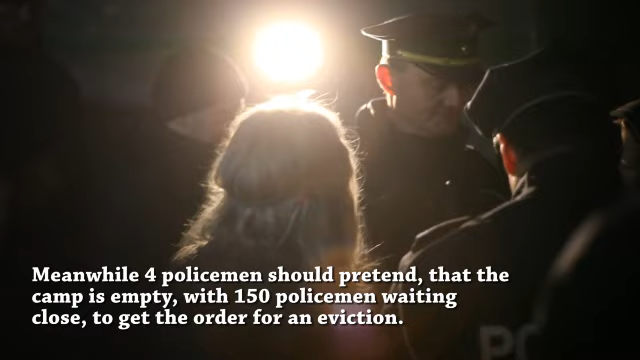 Meanwhile 4 policemen should pretend, that the
camp is empty, with 150 policemen waiting
close, to get the order for an eviction.